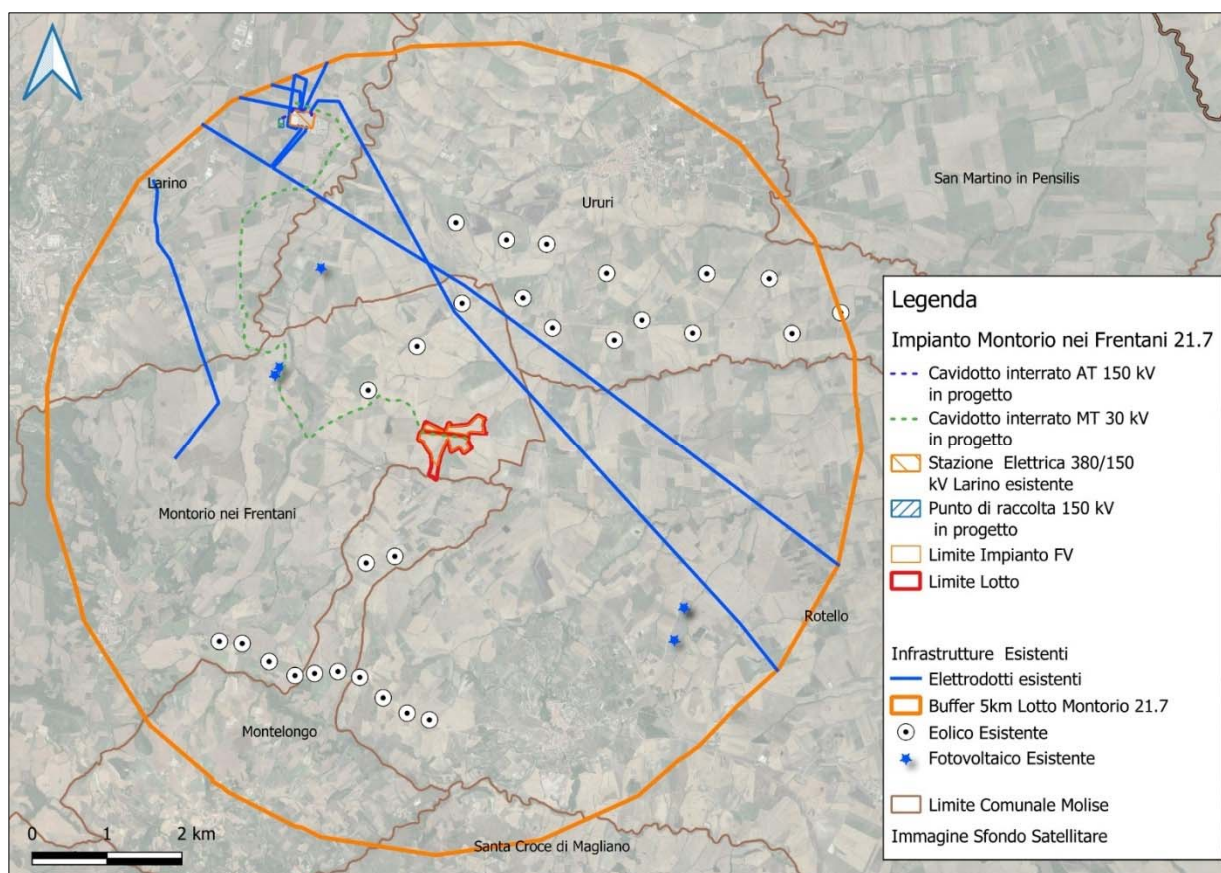 Larino
Ururi
San Martino in Pensilis
Montorio nei Frentani
Rotello
Montelongo
Santa Croce di Magliano
0 1 2 km
Legenda
Impianto Montorio nei Frentani 21.7
Cavidotto interrato AT 150 kV
in progetto
Cavidotto interrato MT 30 kV
in progetto
Stazione Elettrica 380/150
kV Larino esistente
Punto di raccolta 150 kV
in progetto
Limite Impianto FV
Limite Lotto
Infrastrutture Esistenti
Elettrodotti esistenti
Buffer 5km Lotto Montorio 21.7
Eolico Esistente
Fotovoltaico Esistente
Limite Comunale Molise
Immagine Sfondo Satellitare